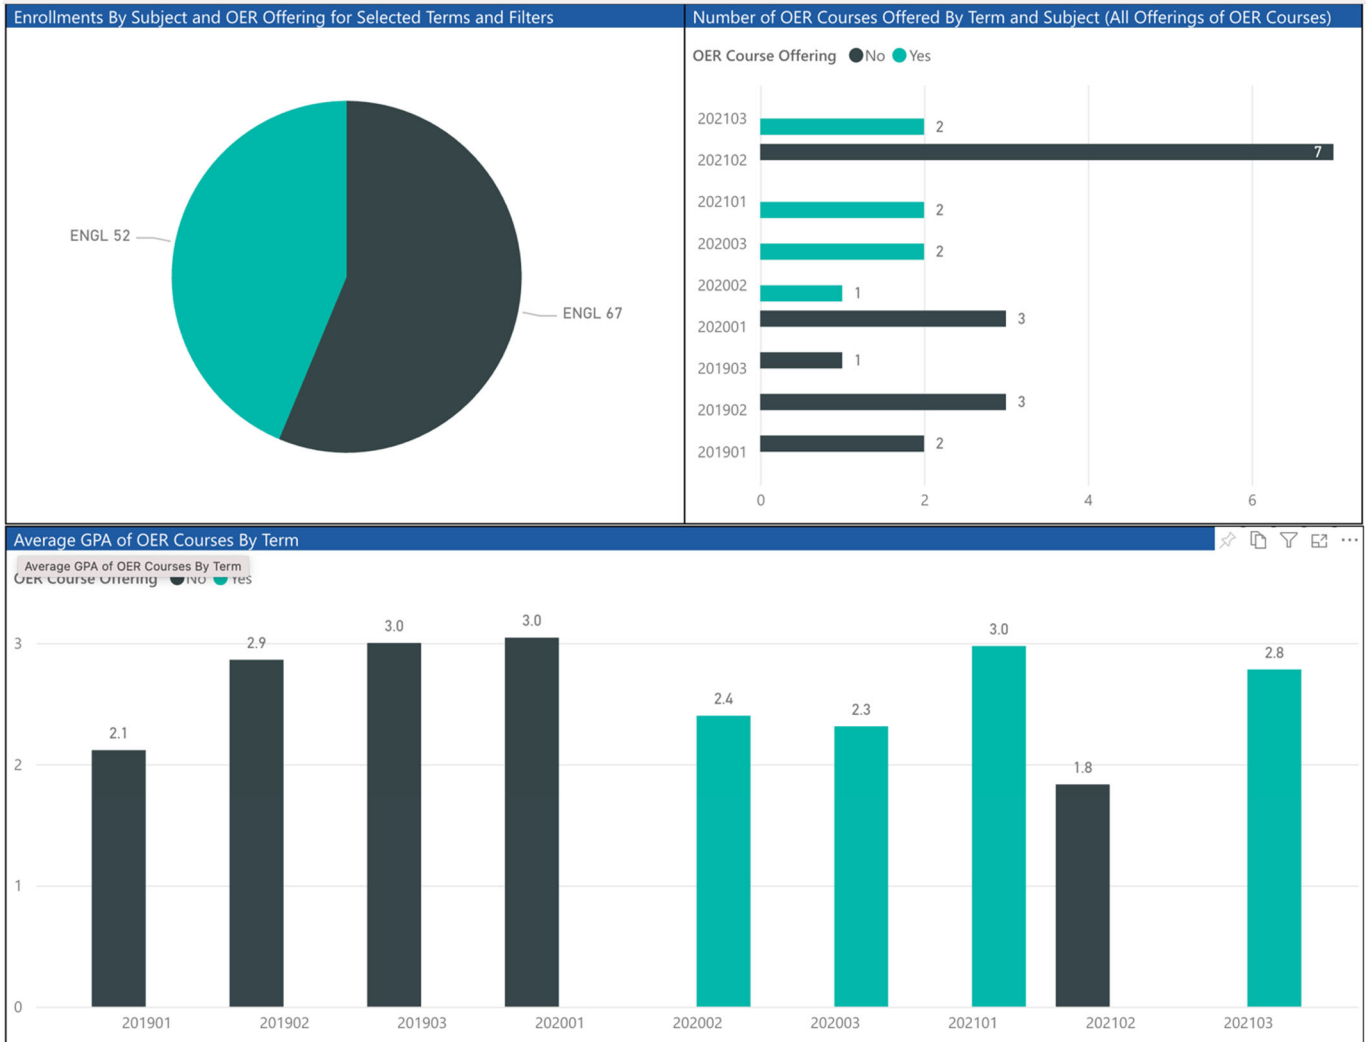 Enrollments By Subject and OER Offering for Selected Terms and Filters
ENGL 52
ENGL 67
Number of OER Courses Offered By Term and Subject (All Offerings of OER Courses)
OER Course Offering No Yes
202103 2
202102 7
202101 2
202003 2
202002 1
202001 3
201903 1
201902 3
201901 2
0 2 4 6
Average GPA of OER Courses By Term
Average GPA of OER Courses By Term
OER Course Offering No Yes
3
2
1
0
2.1 2.9 3.0 3.0 2.4 2.3 3.0 1.8 2.8
201901 201902 201903 202001 202002 202003 202101 202102 202103